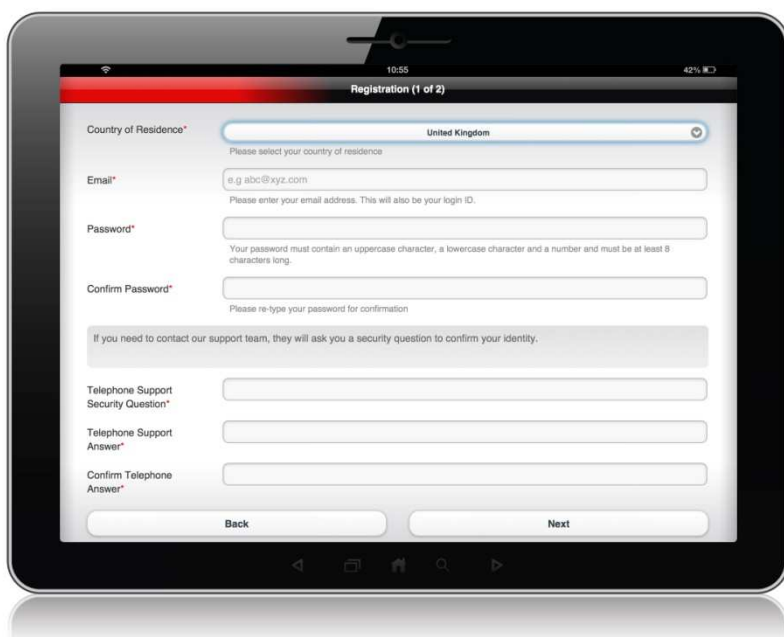 10:55
42%
Registration (1 of 2)
Country of Residence*
United Kingdom
Please select your country of residence
Email*
e.g abc@xyz.com
Please enter your email address. This will also be your login ID.
Password*
Your password must contain an uppercase character, a lowercase character and a number and must be at least 8
characters long.
Confirm Password*
Please re-type your password for confirmation
If you need to contact our support team, they will ask you a security question to confirm your identity.
Telephone Support
Security Question*
Telephone Support
Answer*
Confirm Telephone
Answer*
Back
Next